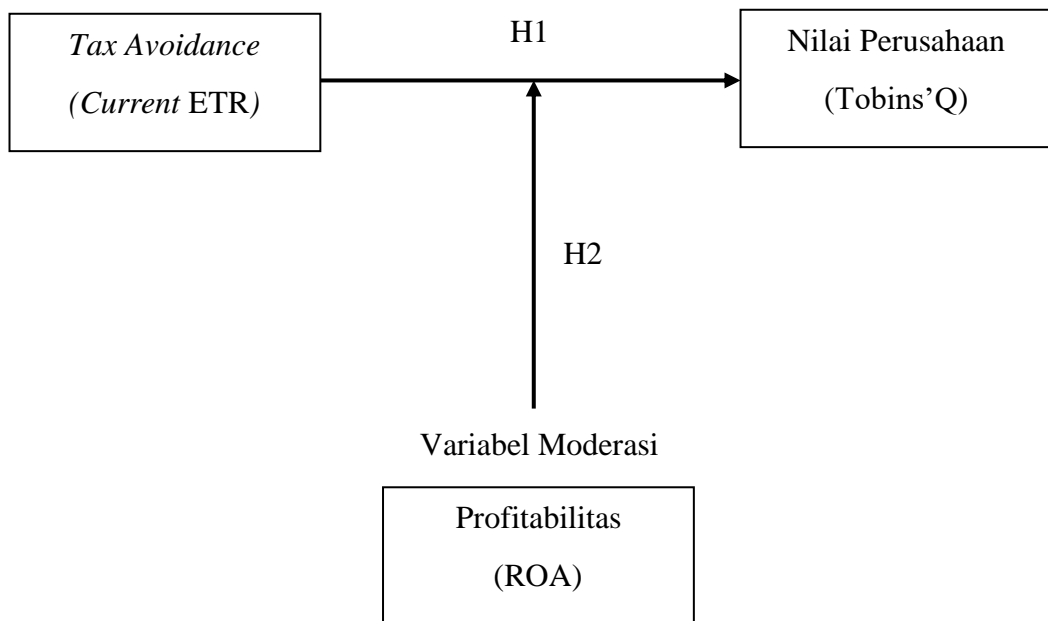 Tax Avoidance
(Current ETR)
H1
Nilai Perusahaan
(Tobins’Q)
H2
Variabel Moderasi
Profitabilitas
(ROA)